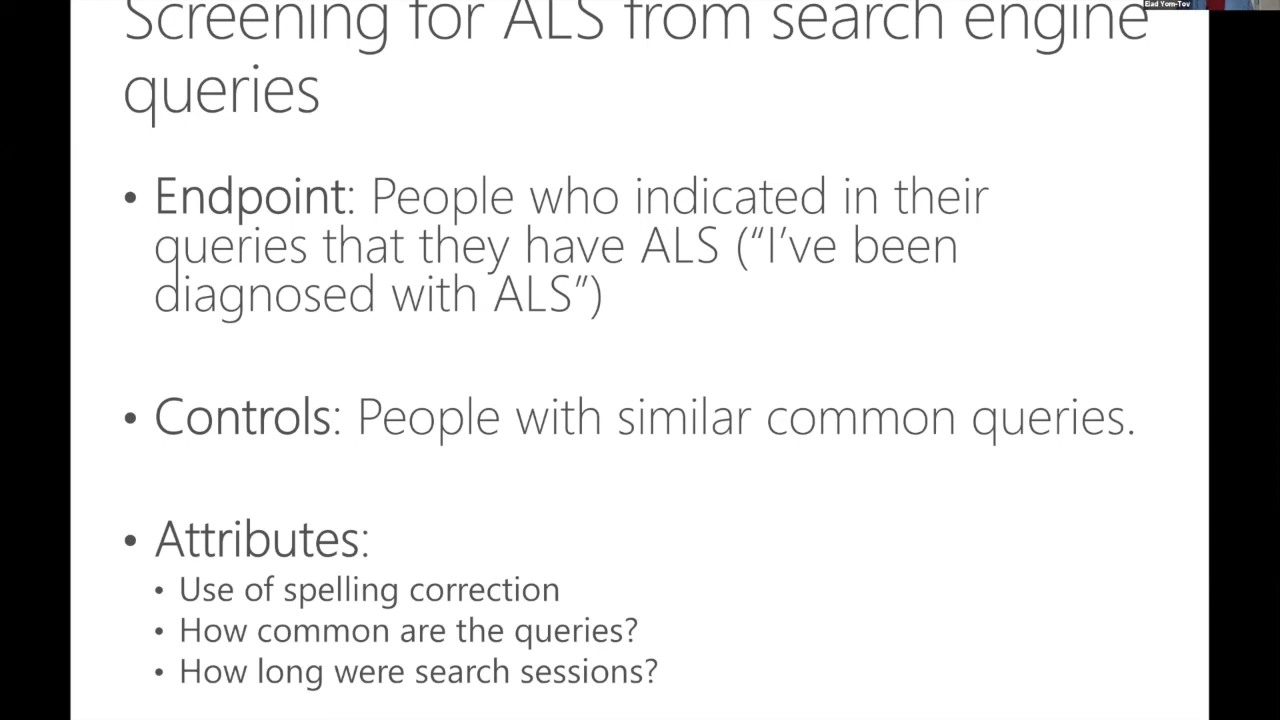 Elad Yom-Tov
Screening for ALS from search engine
queries
• Endpoint: People who indicated in their
queries that they have ALS (“I’ve been
diagnosed with ALS”)
• Controls: People with similar common queries.
• Attributes:
• Use of spelling correction
• How common are the queries?
• How long were search sessions?